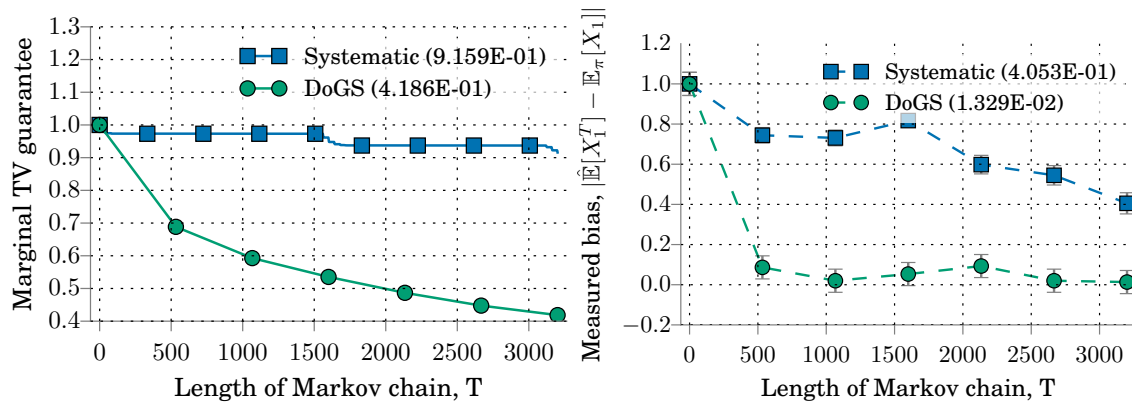 Marginal TV guarantee
1.3
1.2
1.1
1.0
0.9
0.8
0.7
0.6
0.5
0.4
Systematic (9.159E-01)
DoGS (4.186E-01)
0 500 1000 1500 2000 2500 3000
Length of Markov chain, T
Measured bias, |Ê[X₁ᵀ] − 𝔼π[X₁]|
1.2
1.0
0.8
0.6
0.4
0.2
0.0
−0.2
Systematic (4.053E-01)
DoGS (1.329E-02)
0 500 1000 1500 2000 2500 3000
Length of Markov chain, T